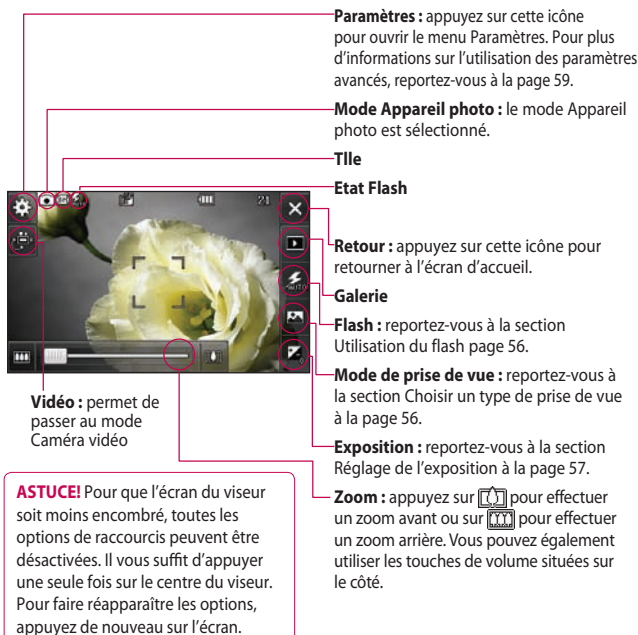 Paramètres : appuyez sur cette icône
pour ouvrir le menu Paramètres. Pour plus
d'informations sur l'utilisation des paramètres
avancés, reportez-vous à la page 59.
Mode Appareil photo : le mode Appareil
photo est sélectionné.
Tlle
Etat Flash
21
AUTO
Retour : appuyez sur cette icône pour
retourner à l'écran d'accueil.
Galerie
Flash : reportez-vous à la section
Utilisation du flash page 56.
Mode de prise de vue : reportez-vous à
la section Choisir un type de prise de vue
à la page 56.
Exposition : reportez-vous à la section
Réglage de l'exposition à la page 57.
Zoom : appuyez sur pour effectuer
un zoom avant ou sur pour effectuer
un zoom arrière. Vous pouvez également
utiliser les touches de volume situées sur
le côté.
Vidéo : permet de
passer au mode
Caméra vidéo
ASTUCE! Pour que l'écran du viseur
soit moins encombré, toutes les
options de raccourcis peuvent être
désactivées. Il vous suffit d'appuyer
une seule fois sur le centre du viseur.
Pour faire réapparaître les options,
appuyez de nouveau sur l'écran.